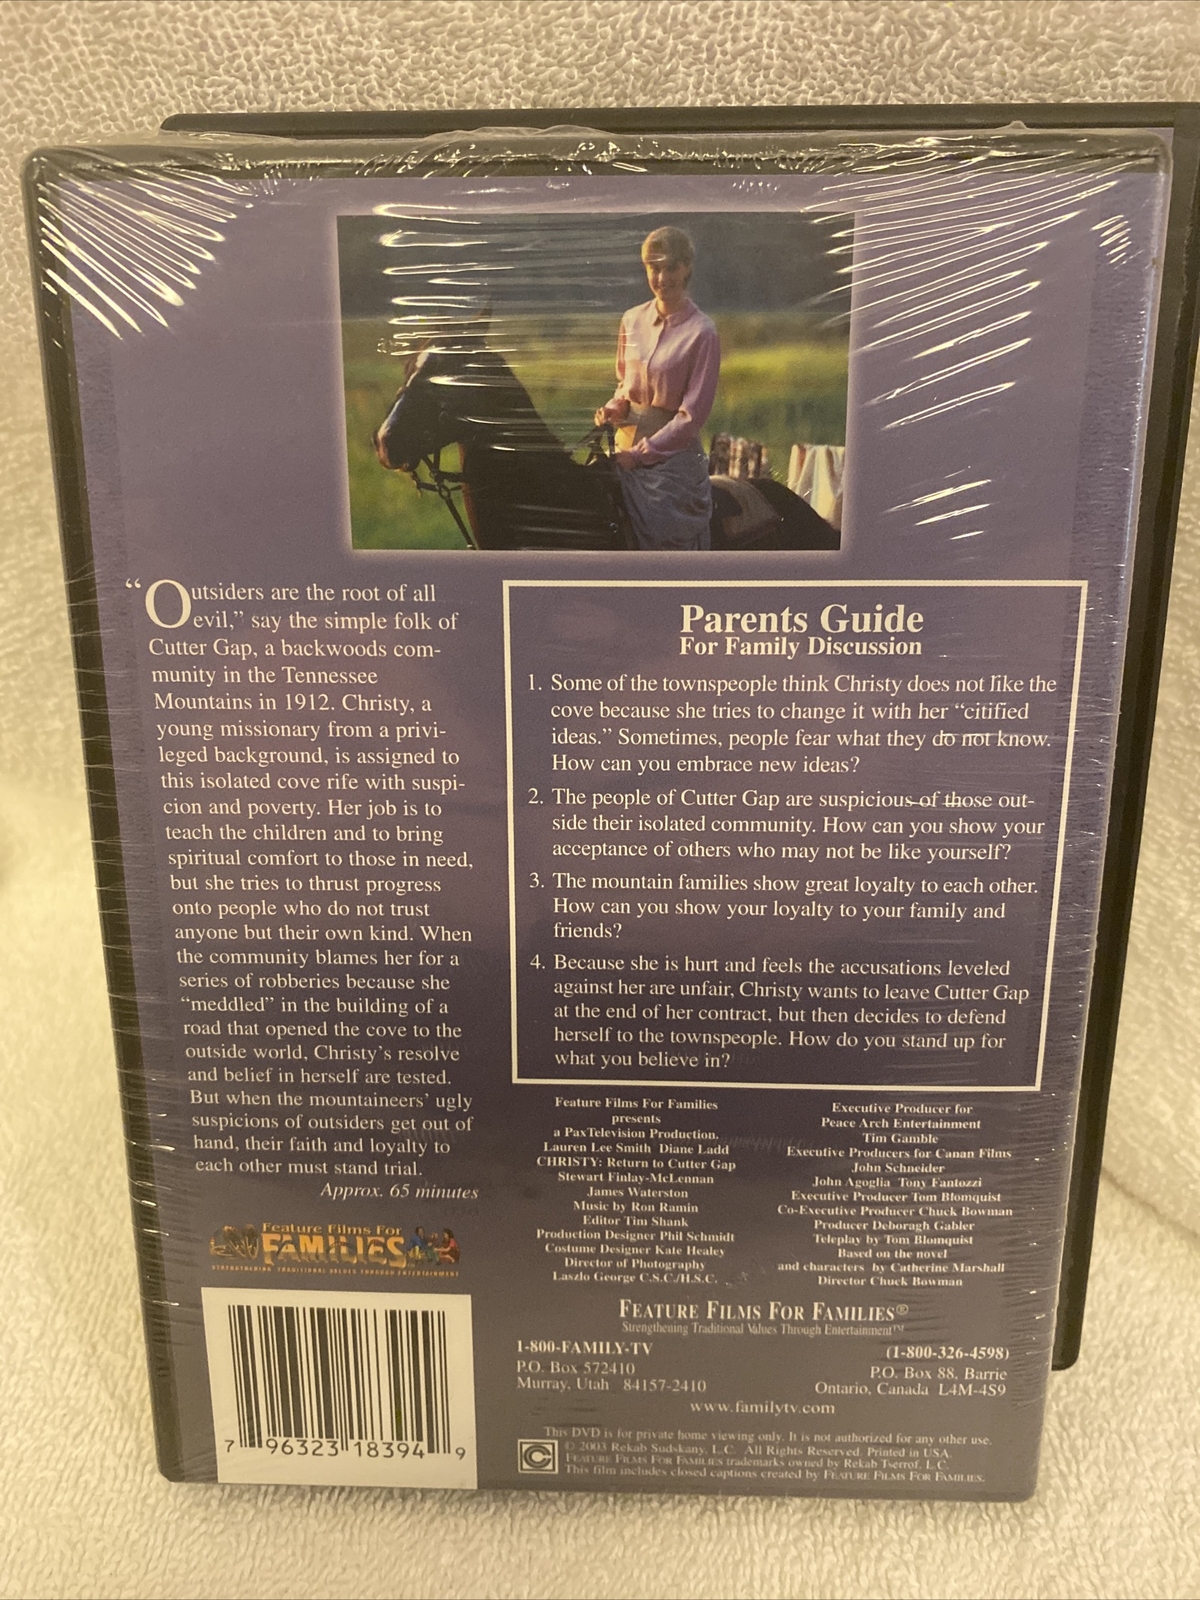 “Outsiders are the root of all
evil,” say the simple folk of
Cutter Gap, a backwoods com-
munity in the Tennessee
Mountains in 1912. Christy, a
young missionary from a privi-
leged background, is assigned to
this isolated cove rife with suspi-
cion and poverty. Her job is to
teach the children and to bring
spiritual comfort to those in need,
but she tries to thrust progress
onto people who do not trust
anyone but their own kind. When
the community blames her for a
series of robberies because she
“meddled” in the building of a
road that opened the cove to the
outside world, Christy’s resolve
and belief in herself are tested.
But when the mountaineers’ ugly
suspicions of outsiders get out of
hand, their faith and loyalty to
each other must stand trial.
Approx. 65 minutes
Feature Films For
FAMILIES
STRENGTHENING TRADITIONAL VALUES THROUGH ENTERTAINMENT
7 96323 18394 9
Parents Guide
For Family Discussion
1. Some of the townspeople think Christy does not like the
cove because she tries to change it with her “citified
ideas.” Sometimes, people fear what they do not know.
How can you embrace new ideas?
2. The people of Cutter Gap are suspicious of those out-
side their isolated community. How can you show your
acceptance of others who may not be like yourself?
3. The mountain families show great loyalty to each other.
How can you show your loyalty to your family and
friends?
4. Because she is hurt and feels the accusations leveled
against her are unfair, Christy wants to leave Cutter Gap
at the end of her contract, but then decides to defend
herself to the townspeople. How do you stand up for
what you believe in?
Feature Films For Families
presents
a PaxTelevision Production.
Lauren Lee Smith Diane Ladd
CHRISTY: Return to Cutter Gap
Stewart Finlay-McLennan
James Waterston
Music by Ron Ramin
Editor Tim Shank
Production Designer Phil Schmidt
Costume Designer Kate Healey
Director of Photography
Laszlo George C.S.C./H.S.C.
Executive Producer for
Peace Arch Entertainment
Tim Gamble
Executive Producers for Canan Films
John Schneider
John Agoglia Tony Fantozzi
Executive Producer Tom Blomquist
Co-Executive Producer Chuck Bowman
Producer Deboragh Gabler
Teleplay by Tom Blomquist
Based on the novel
and characters by Catherine Marshall
Director Chuck Bowman
FEATURE FILMS FOR FAMILIES®
Strengthening Traditional Values Through Entertainment™
1-800-FAMILY-TV (1-800-326-4598)
P.O. Box 572410 P.O. Box 88, Barrie
Murray, Utah 84157-2410 Ontario, Canada L4M-4S9
www.familytv.com
This DVD is for private home viewing only. It is not authorized for any other use.
© 2003 Rekab Sudskany, L.C. All Rights Reserved. Printed in USA.
FEATURE FILMS FOR FAMILIES trademarks owned by Rekab Tserrof, L.C.
This film includes closed captions created by FEATURE FILMS FOR FAMILIES.